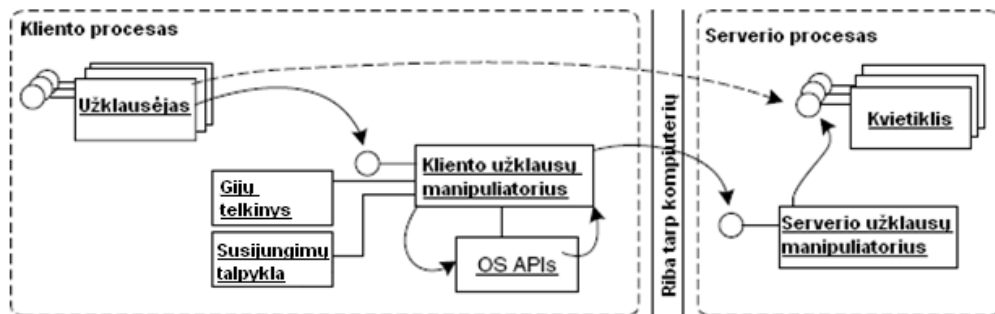 Kliento procesas
Užklausėjas
Kliento užklausų
manipuliatorius
Gijų
telkinys
Susijungimų
talpykla
OS APIs
Riba tarp kompiuterių
Serverio procesas
Kvietiklis
Serverio užklausų
manipuliatorius